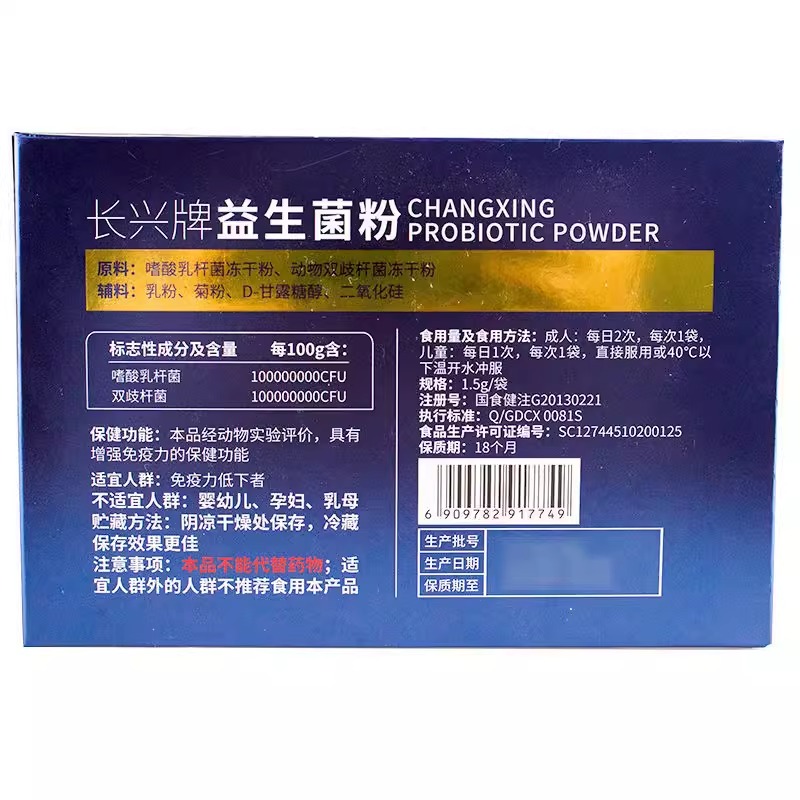 长兴牌益生菌粉 CHANGXING
PROBIOTIC POWDER
原料：嗜酸乳杆菌冻干粉、动物双歧杆菌冻干粉
辅料：乳粉、菊粉、D-甘露糖醇、二氧化硅
标志性成分及含量 每100g含：
嗜酸乳杆菌 100000000CFU
双歧杆菌 100000000CFU
保健功能：本品经动物实验评价，具有
增强免疫力的保健功能
适宜人群：免疫力低下者
不适宜人群：婴幼儿、孕妇、乳母
贮藏方法：阴凉干燥处保存，冷藏
保存效果更佳
注意事项：本品不能代替药物；适
宜人群外的人群不推荐食用本产品
食用量及食用方法：成人：每日2次，每次1袋，
儿童：每日1次，每次1袋，直接服用或40℃以
下温开水冲服
规格：1.5g/袋
注册号：国食健注G20130221
执行标准：Q/GDCX 0081S
食品生产许可证编号：SC12744510200125
保质期：18个月
6 909782 917749
生产批号
生产日期
保质期至